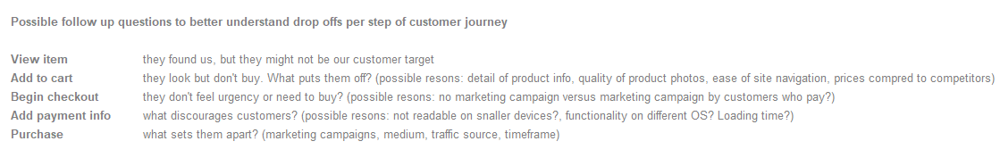 Possible follow up questions to better understand drop offs per step of customer journey
View item they found us, but they might not be our customer target
Add to cart they look but don't buy. What puts them off? (possible resons: detail of product info, quality of product photos, ease of site navigation, prices compred to competitors)
Begin checkout they don't feel urgency or need to buy? (possible resons: no marketing campaign versus marketing campaign by customers who pay?)
Add payment info what discourages customers? (possible resons: not readable on snaller devices?, functionality on different OS? Loading time?)
Purchase what sets them apart? (marketing campaigns, medium, traffic source, timeframe)